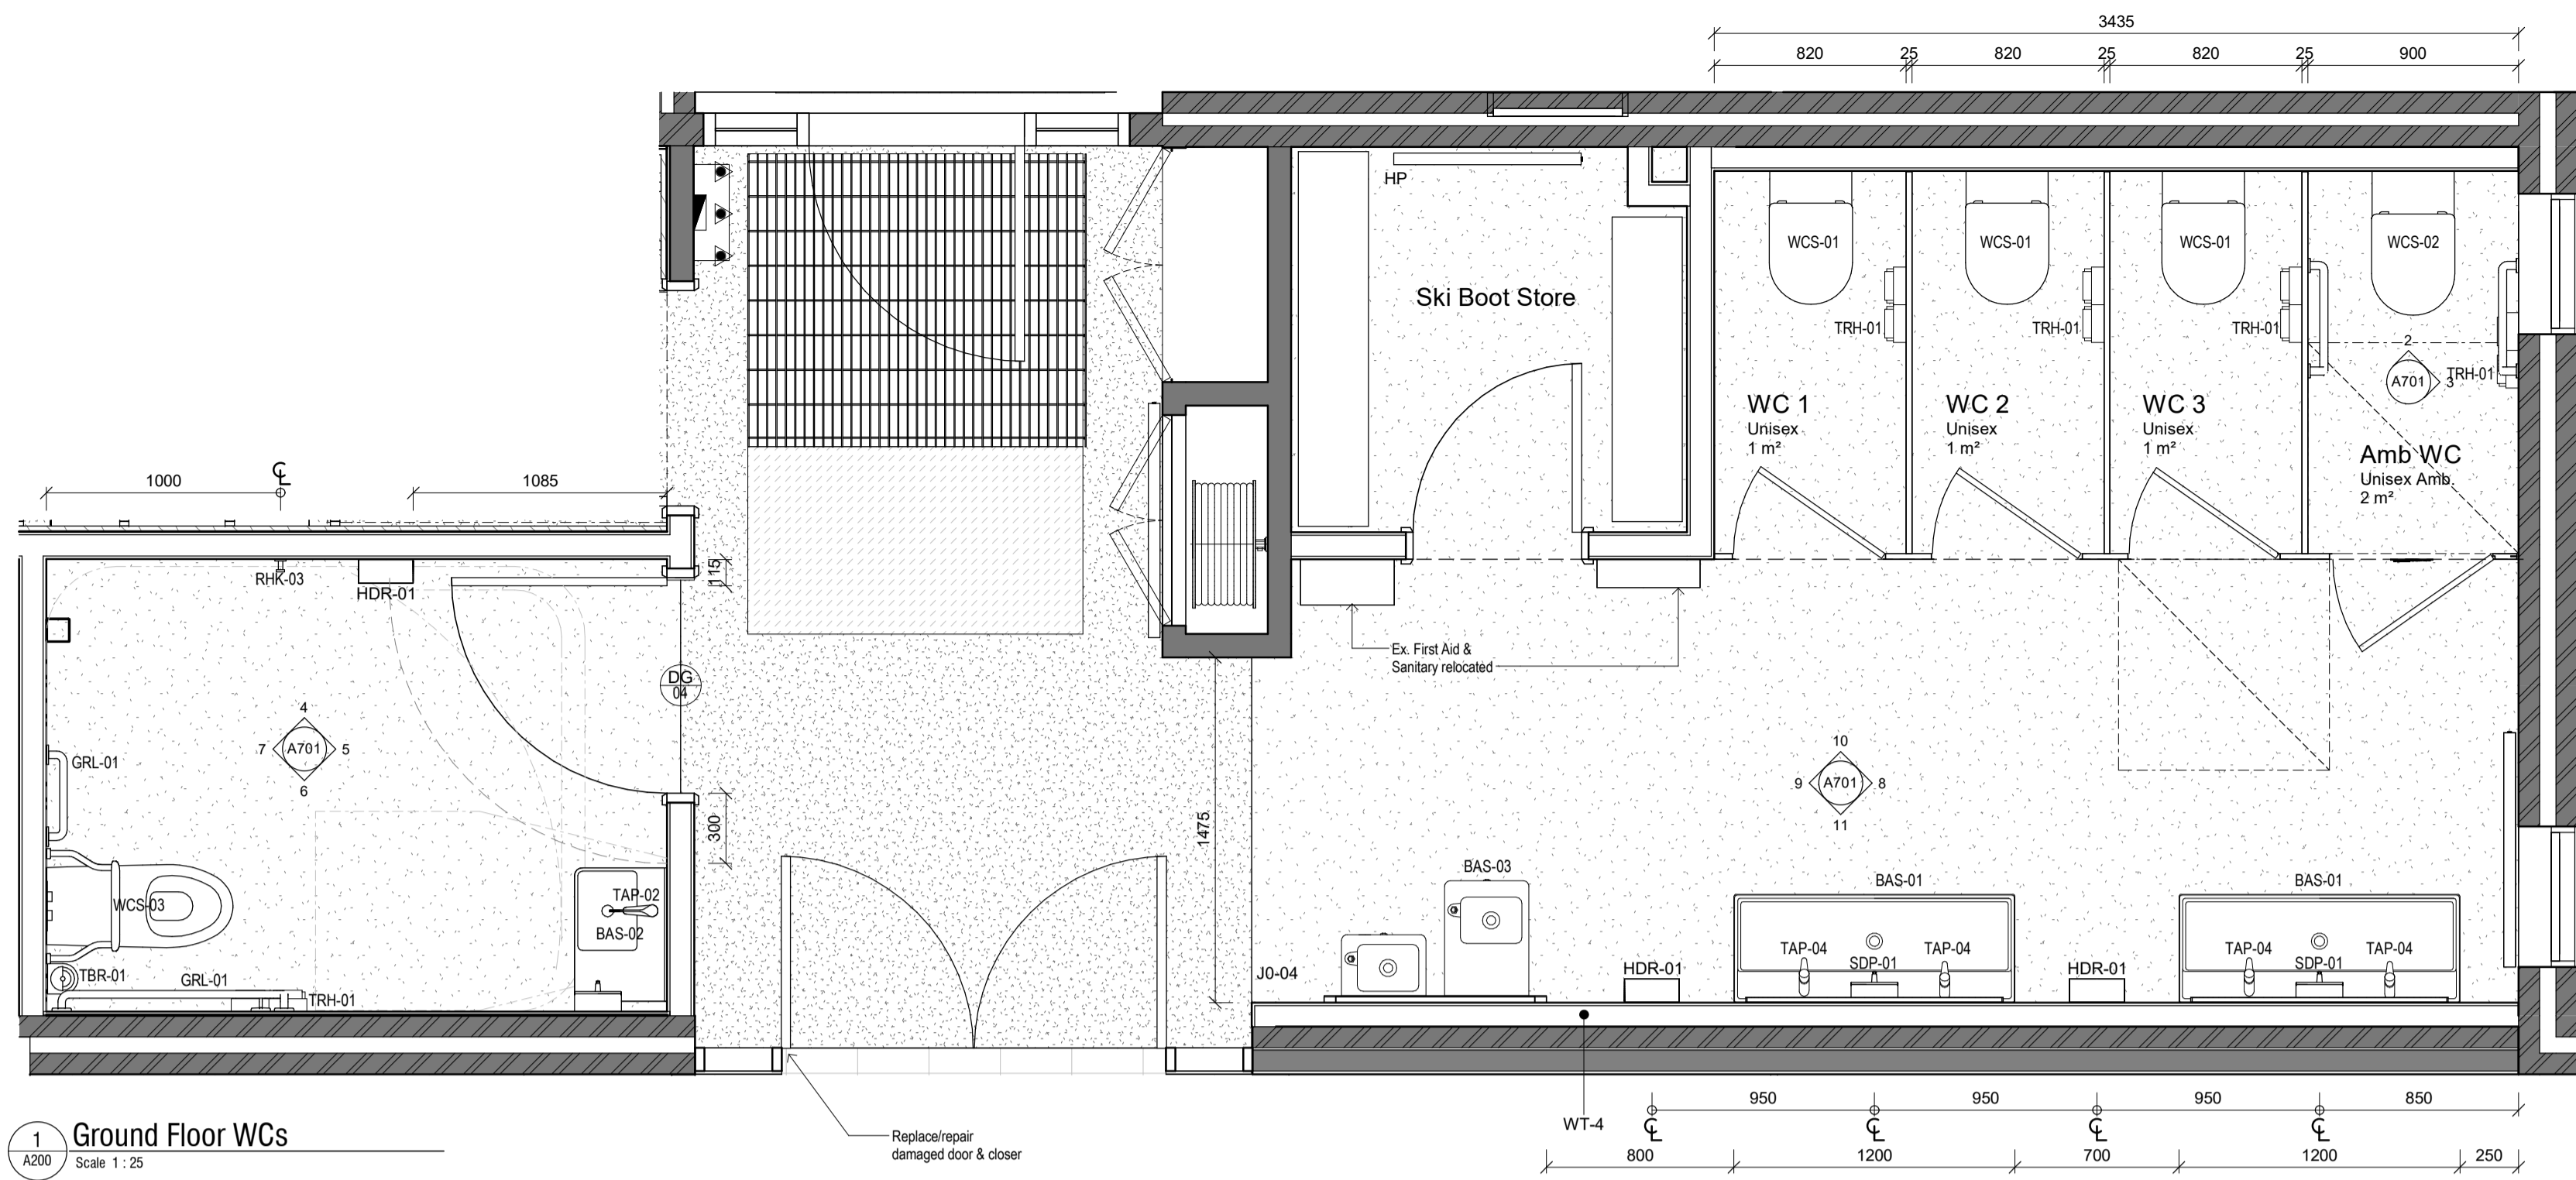 3435
820 25 820 25 820 25 900
HP
Ski Boot Store
WCS-01
WCS-01
WCS-01
WCS-02
TRH-01
TRH-01
TRH-01
TRH-01
2
A701
3
WC 1
Unisex
1 m²
WC 2
Unisex
1 m²
WC 3
Unisex
1 m²
Amb WC
Unisex Amb.
2 m²
1000
℄
1085
115
RHK-03
HDR-01
DG
04
Ex. First Aid &
Sanitary relocated
4
7 A701 5
6
GRL-01
10
9 A701 8
11
300
1475
WCS-03
TAP-02
BAS-02
TBR-01
GRL-01
TRH-01
BAS-03
BAS-01
BAS-01
TAP-04
TAP-04
SDP-01
TAP-04
TAP-04
SDP-01
J0-04
HDR-01
HDR-01
WT-4
950 950 950 850
℄ ℄ ℄ ℄
800 1200 700 1200 250
Replace/repair
damaged door & closer
1
A200
Ground Floor WCs
Scale 1 : 25